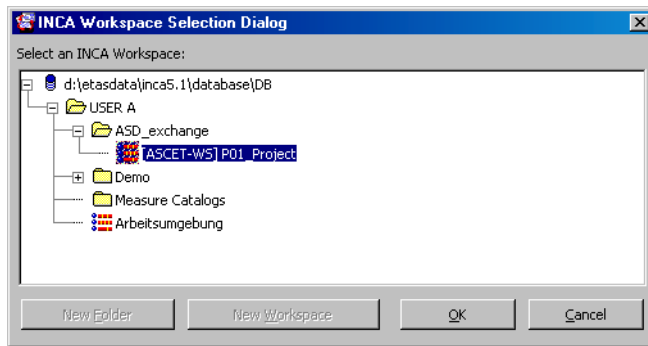 INCA Workspace Selection Dialog
Select an INCA Workspace:
d:\etasdata\inca5.1\database\DB
USER A
ASD_exchange
[ASCET-WS] P01_Project
Demo
Measure Catalogs
Arbeitsumgebung
New Folder New Workspace OK Cancel